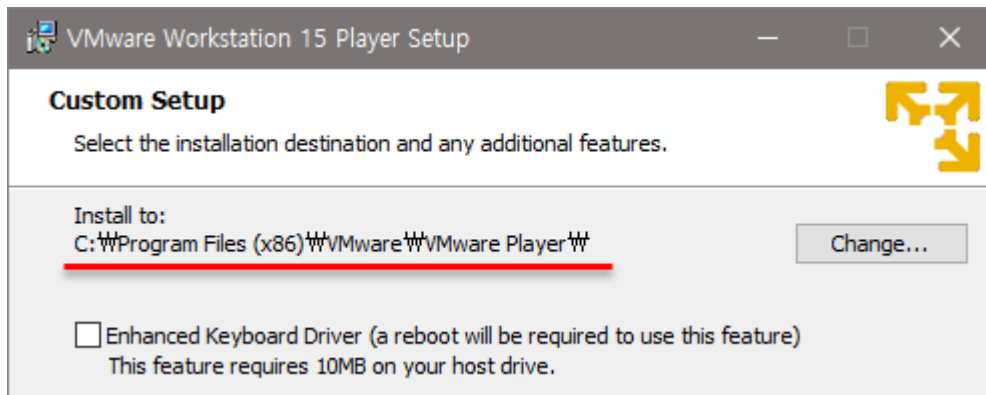 VMware Workstation 15 Player Setup
Custom Setup
Select the installation destination and any additional features.
Install to:
C:₩Program Files (x86)₩VMware₩VMware Player₩
Change...
Enhanced Keyboard Driver (a reboot will be required to use this feature)
This feature requires 10MB on your host drive.